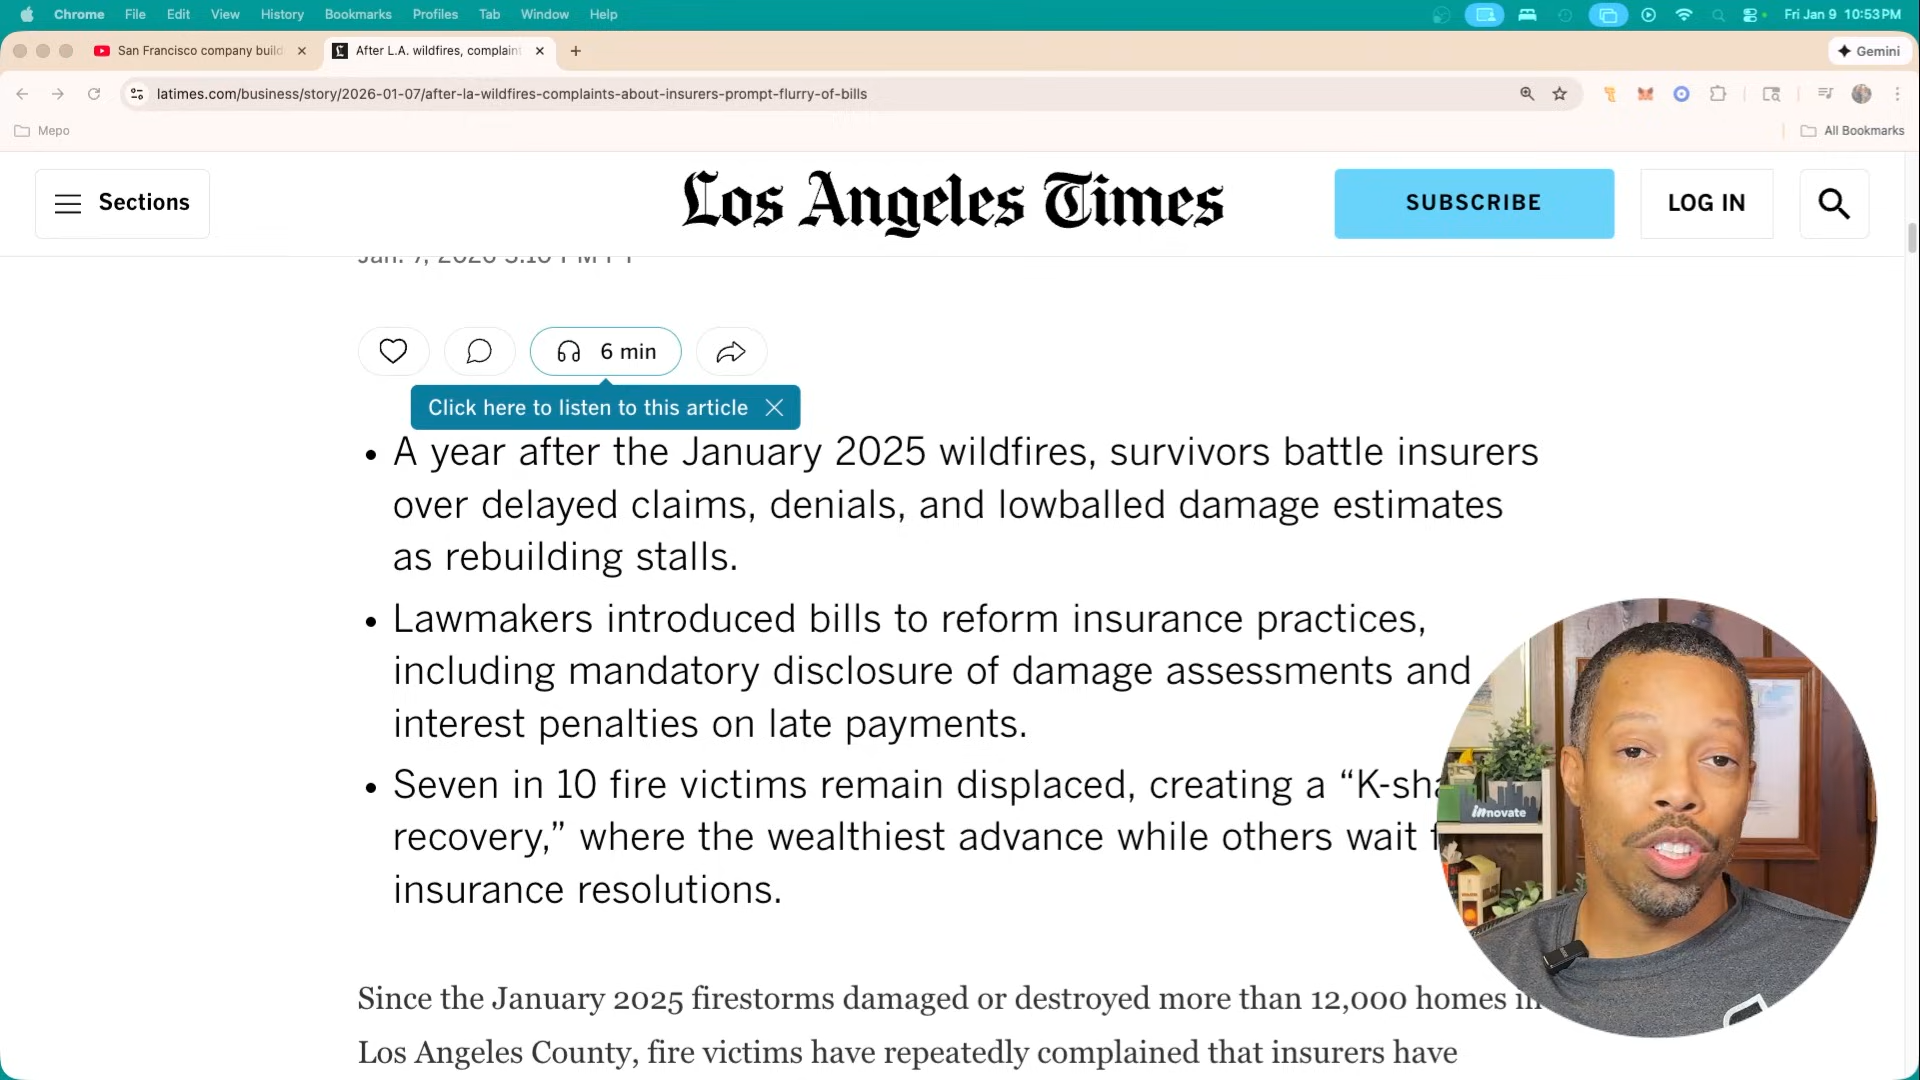 Chrome File Edit View History Bookmarks Profiles Tab Window Help Fri Jan 9 10:53 PM
San Francisco company build
After L.A. wildfires, complaint
Gemini
latimes.com/business/story/2026-01-07/after-la-wildfires-complaints-about-insurers-prompt-flurry-of-bills
Mepo
All Bookmarks
Sections
Los Angeles Times
SUBSCRIBE
LOG IN
6 min
Click here to listen to this article
A year after the January 2025 wildfires, survivors battle insurers
over delayed claims, denials, and lowballed damage estimates
as rebuilding stalls.
Lawmakers introduced bills to reform insurance practices,
including mandatory disclosure of damage assessments and
interest penalties on late payments.
Seven in 10 fire victims remain displaced, creating a “K-sha
recovery,” where the wealthiest advance while others wait
insurance resolutions.
innovate
Since the January 2025 firestorms damaged or destroyed more than 12,000 homes in
Los Angeles County, fire victims have repeatedly complained that insurers have